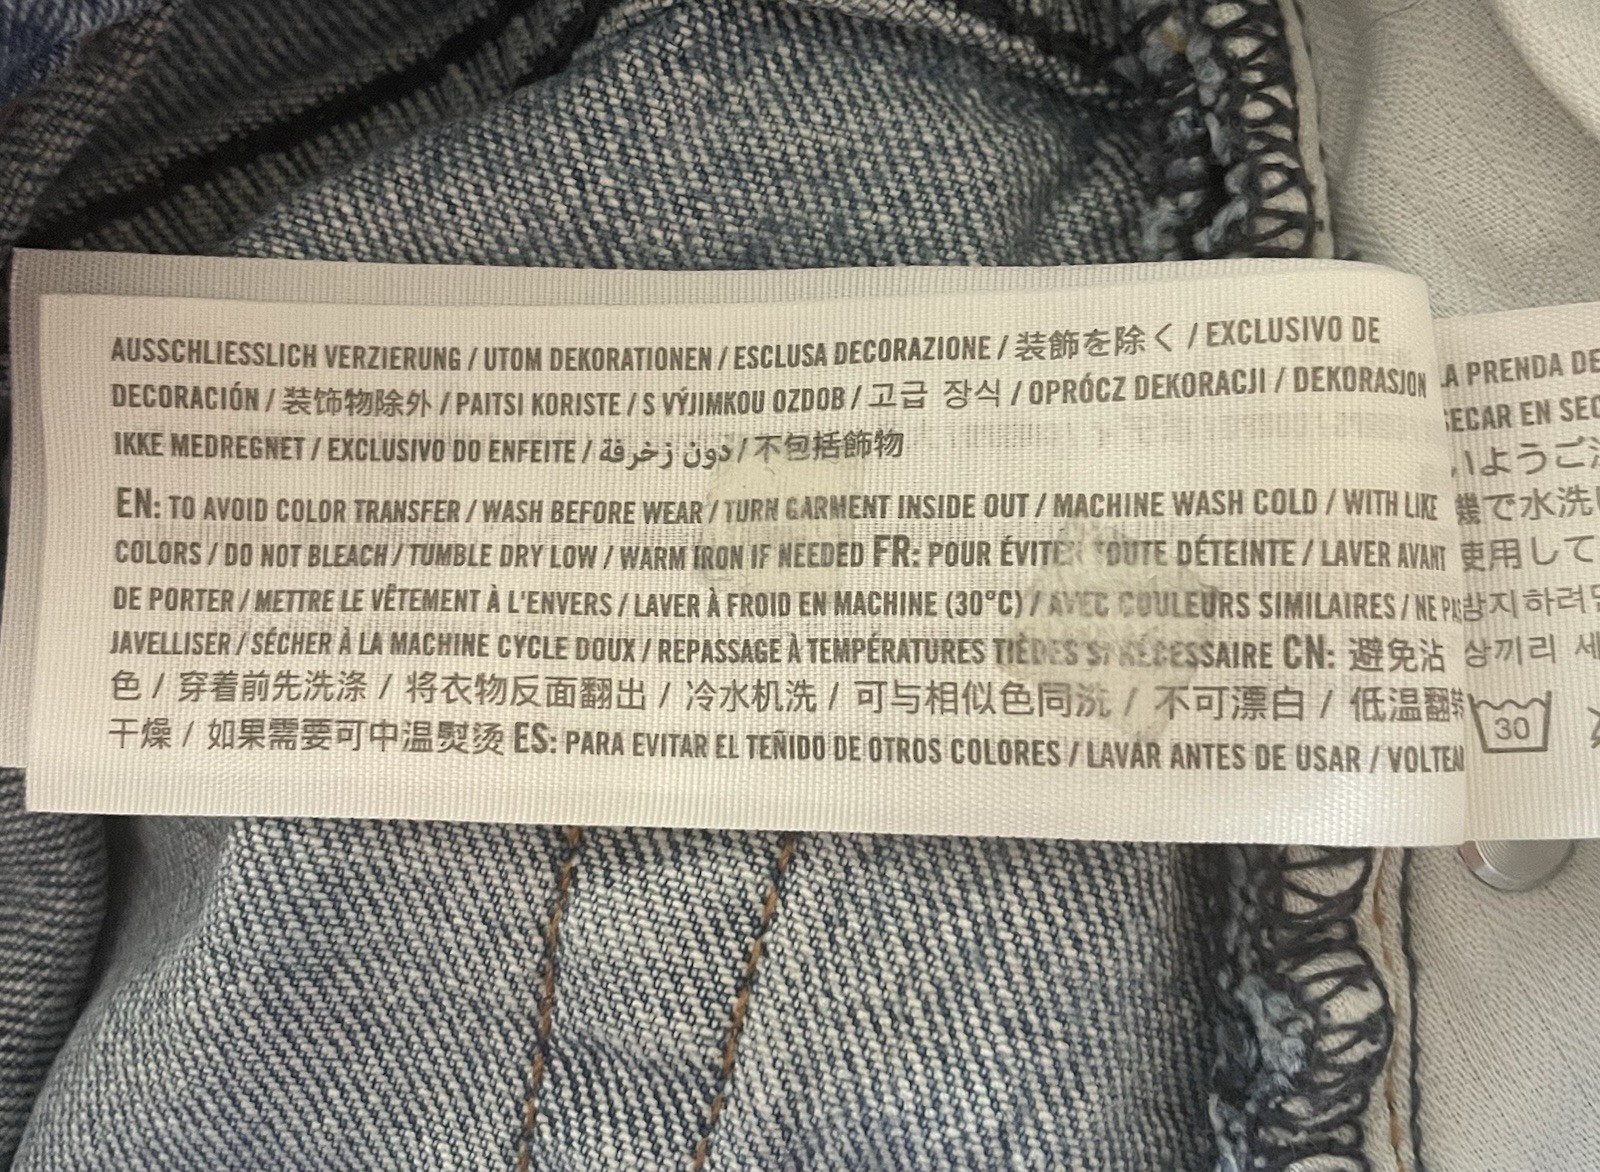 AUSSCHLIESSLICH VERZIERUNG / UTOM DEKORATIONEN / ESCLUSA DECORAZIONE / 装飾を除く / EXCLUSIVO DE
DECORACIÓN / 装饰物除外 / PAITSI KORISTE / S VÝJIMKOU OZDOB / 고급 장식 / OPRÓCZ DEKORACJI / DEKORASJON
IKKE MEDREGNET / EXCLUSIVO DO ENFEITE / دون زخرفة / 不包括飾物
EN: TO AVOID COLOR TRANSFER / WASH BEFORE WEAR / TURN GARMENT INSIDE OUT / MACHINE WASH COLD / WITH LIKE
COLORS / DO NOT BLEACH / TUMBLE DRY LOW / WARM IRON IF NEEDED FR: POUR ÉVITER TOUTE DÉTEINTE / LAVER AVANT
DE PORTER / METTRE LE VÊTEMENT À L'ENVERS / LAVER À FROID EN MACHINE (30°C) / AVEC COULEURS SIMILAIRES / NE PAS
JAVELLISER / SÉCHER À LA MACHINE CYCLE DOUX / REPASSAGE À TEMPÉRATURES TIÈDES SI NÉCESSAIRE CN: 避免沾
色 / 穿着前先洗涤 / 将衣物反面翻出 / 冷水机洗 / 可与相似色同洗 / 不可漂白 / 低温翻转
干燥 / 如果需要可中温熨烫 ES: PARA EVITAR EL TEÑIDO DE OTROS COLORES / LAVAR ANTES DE USAR / VOLTEAR
LA PRENDA DE
SECAR EN SEC
いようご注
機で水洗い
使用して
하려면
상끼리 세
30